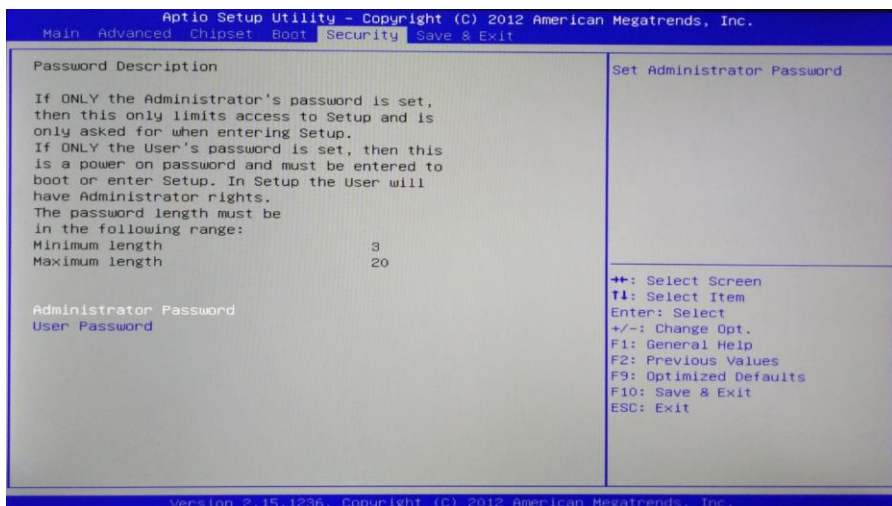 Aptio Setup Utility – Copyright (C) 2012 American Megatrends, Inc.
Main Advanced Chipset Boot Security Save & Exit
Password Description
If ONLY the Administrator's password is set,
then this only limits access to Setup and is
only asked for when entering Setup.
If ONLY the User's password is set, then this
is a power on password and must be entered to
boot or enter Setup. In Setup the User will
have Administrator rights.
The password length must be
in the following range:
Minimum length 3
Maximum length 20
Administrator Password
User Password
Set Administrator Password
→←: Select Screen
↑↓: Select Item
Enter: Select
+/-: Change Opt.
F1: General Help
F2: Previous Values
F9: Optimized Defaults
F10: Save & Exit
ESC: Exit
Version 2.15.1236. Copyright (C) 2012 American Megatrends, Inc.